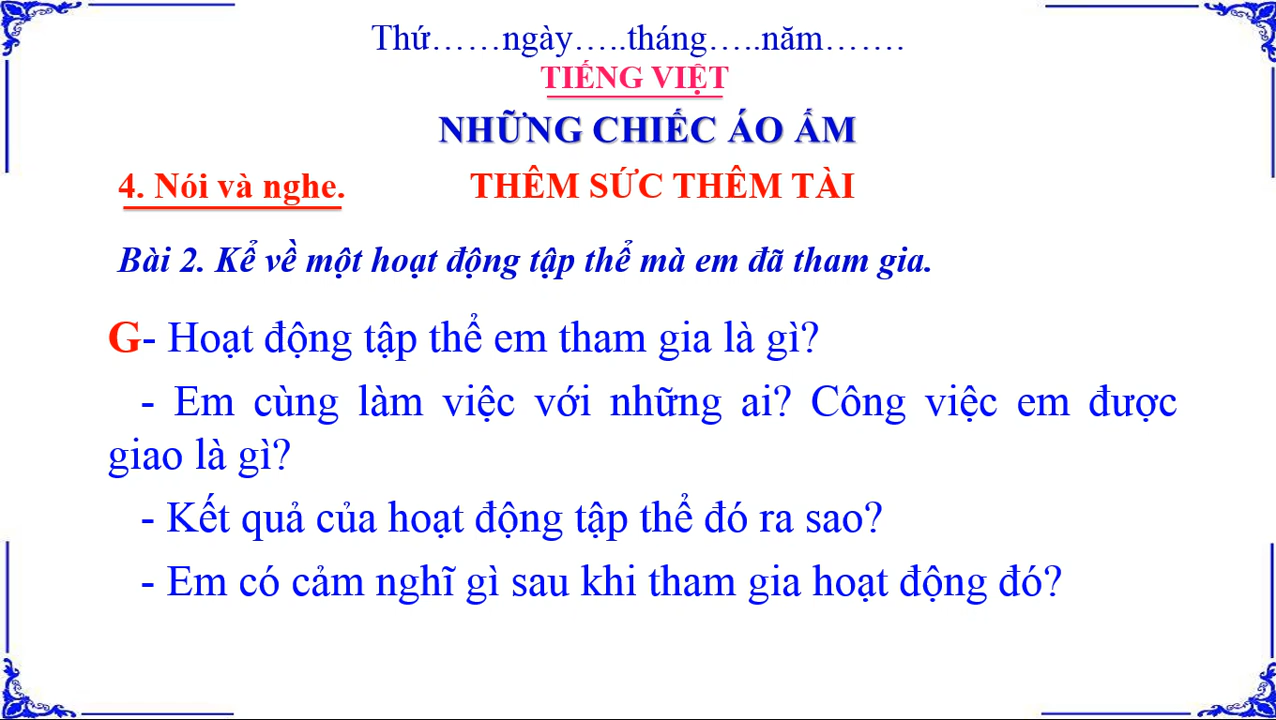 Thứ……ngày…..tháng…..năm…….
TIẾNG VIỆT
NHỮNG CHIẾC ÁO ẤM
4. Nói và nghe. THÊM SỨC THÊM TÀI
Bài 2. Kể về một hoạt động tập thể mà em đã tham gia.
G- Hoạt động tập thể em tham gia là gì?
- Em cùng làm việc với những ai? Công việc em được
giao là gì?
- Kết quả của hoạt động tập thể đó ra sao?
- Em có cảm nghĩ gì sau khi tham gia hoạt động đó?